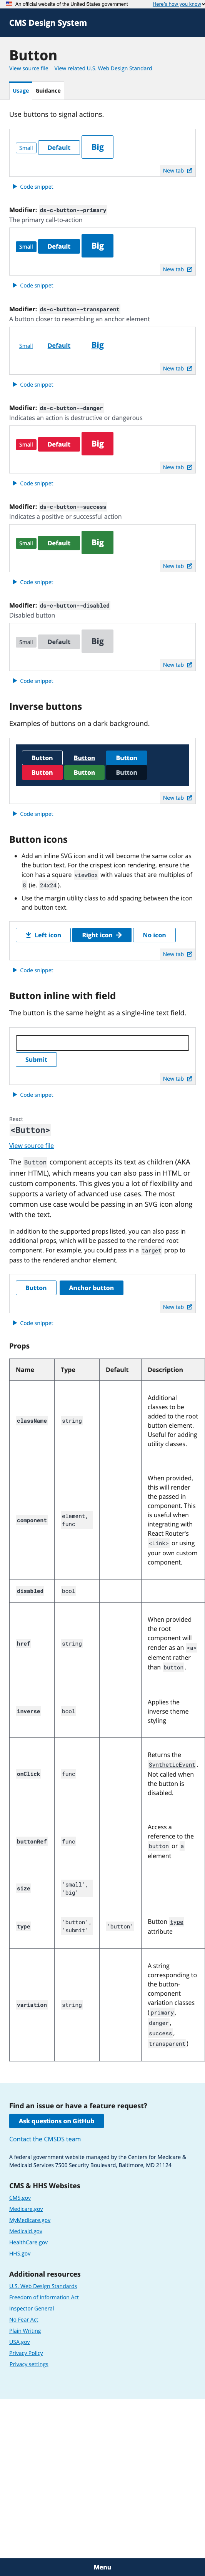 An official website of the United States government
Here's how you know
CMS Design System
Button
View source file
View related U.S. Web Design Standard
Usage
Guidance
Use buttons to signal actions.
Small
Default
Big
New tab
Code snippet
Modifier: ds-c-button--primary
The primary call-to-action
Small
Default
Big
New tab
Code snippet
Modifier: ds-c-button--transparent
A button closer to resembling an anchor element
Small
Default
Big
New tab
Code snippet
Modifier: ds-c-button--danger
Indicates an action is destructive or dangerous
Small
Default
Big
New tab
Code snippet
Modifier: ds-c-button--success
Indicates a positive or successful action
Small
Default
Big
New tab
Code snippet
Modifier: ds-c-button--disabled
Disabled button
Small
Default
Big
New tab
Code snippet
Inverse buttons
Examples of buttons on a dark background.
Button
Button
Button
Button
Button
Button
New tab
Code snippet
Button icons
Add an inline SVG icon and it will become the same color as
the button text. For the crispest icon rendering, ensure the
icon has a square viewBox with values that are multiples of
8 (ie. 24x24).
Use the margin utility class to add spacing between the icon
and button text.
Left icon
Right icon
No icon
New tab
Code snippet
Button inline with field
The button is the same height as a single-line text field.
Submit
New tab
Code snippet
React
<Button>
View source file
The Button component accepts its text as children (AKA
inner HTML), which means you can also pass in HTML or
custom components. This gives you a lot of flexibility and
supports a variety of advanced use cases. The most
common use case would be passing in an SVG icon along
with the text.
In addition to the supported props listed, you can also pass in
additional props, which will be passed to the rendered root
component. For example, you could pass in a target prop to
pass to the rendered anchor element.
Button
Anchor button
New tab
Code snippet
Props
Name
Type
Default
Description
className
string
Additional
classes to be
added to the root
button element.
Useful for adding
utility classes.
component
element,
func
When provided,
this will render
the passed in
component. This
is useful when
integrating with
React Router's
<Link> or using
your own custom
component.
disabled
bool
href
string
When provided
the root
component will
render as an <a>
element rather
than button.
inverse
bool
Applies the
inverse theme
styling
onClick
func
Returns the
SyntheticEvent.
Not called when
the button is
disabled.
buttonRef
func
Access a
reference to the
button or a
element
size
'small',
'big'
type
'button',
'submit'
'button'
Button type
attribute
variation
string
A string
corresponding to
the button-
component
variation classes
(primary,
danger,
success,
transparent)
Find an issue or have a feature request?
Ask questions on GitHub
Contact the CMSDS team
A federal government website managed by the Centers for Medicare &
Medicaid Services 7500 Security Boulevard, Baltimore, MD 21124
CMS & HHS Websites
CMS.gov
Medicare.gov
MyMedicare.gov
Medicaid.gov
HealthCare.gov
HHS.gov
Additional resources
U.S. Web Design Standards
Freedom of Information Act
Inspector General
No Fear Act
Plain Writing
USA.gov
Privacy Policy
Privacy settings
Menu